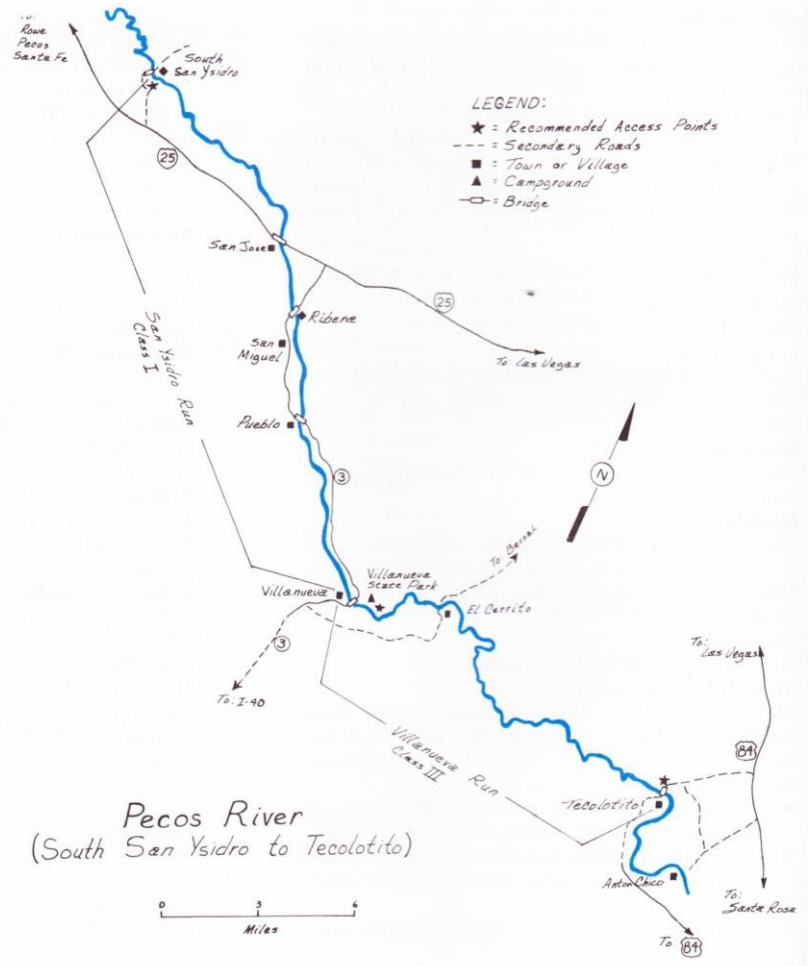 To:
Rowe
Pecos
Santa Fe
South
San Ysidro
LEGEND:
★ = Recommended Access Points
--- = Secondary Roads
■ = Town or Village
▲ = Campground
= Bridge
25
San Jose
Ribera
25
To: Las Vegas
San Ysidro Run
Class I
San
Miguel
Pueblo
3
N
To: Bernal
Villanueva
Villanueva
State Park
El Cerrito
3
To: I-40
To:
Las Vegas
84
Villanueva Run
Class III
Tecolotito
Pecos River
(South San Ysidro to Tecolotito)
Anton Chico
To:
Santa Rosa
To: 84
0 3 6
Miles